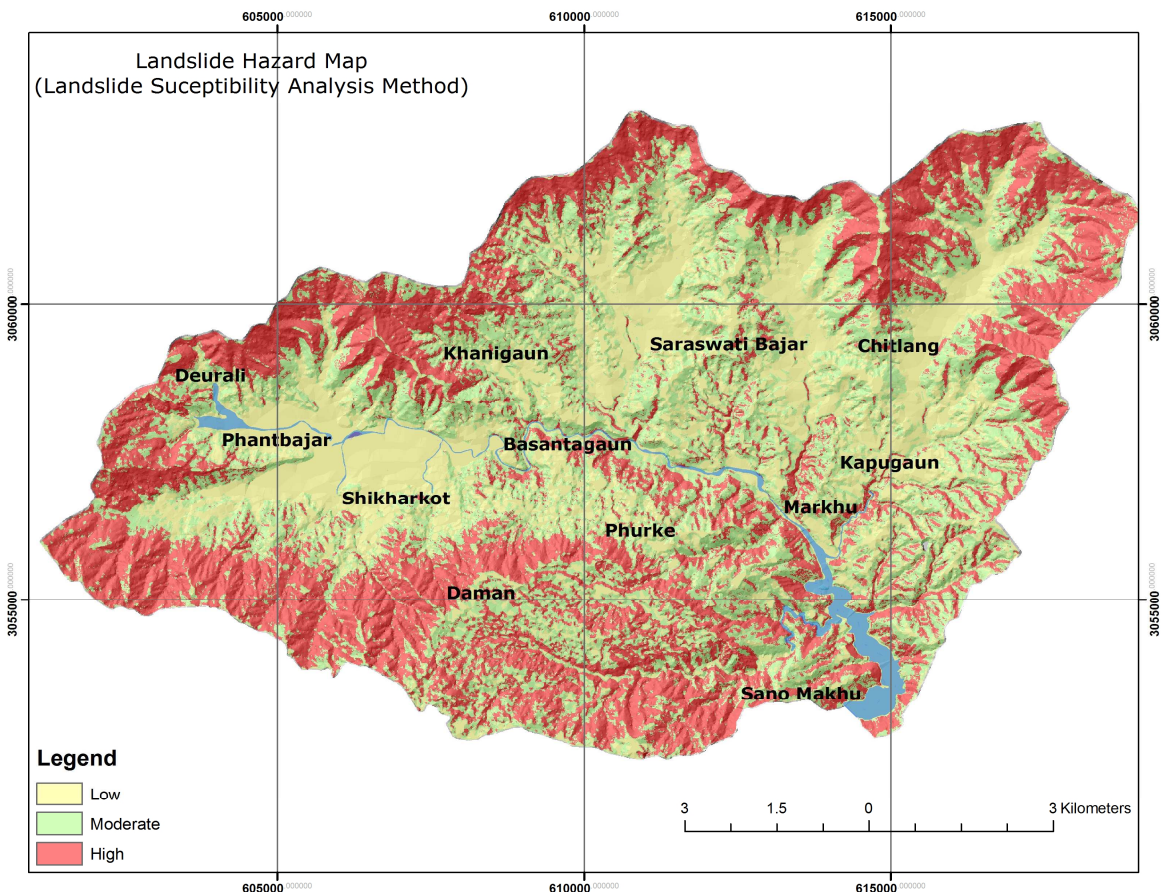 605000.000000 610000.000000 615000.000000
Landslide Hazard Map
(Landslide Suceptibility Analysis Method)
3060000.000000 3060000.000000
Khanigaun Saraswati Bajar Chitlang
Deurali
Phantbajar Basantagaun
Kapugaun
Shikharkot Markhu
Phurke
Daman
3055000.000000 3055000.000000
Sano Makhu
Legend
Low
Moderate
High
3 1.5 0 3 Kilometers
605000.000000 610000.000000 615000.000000